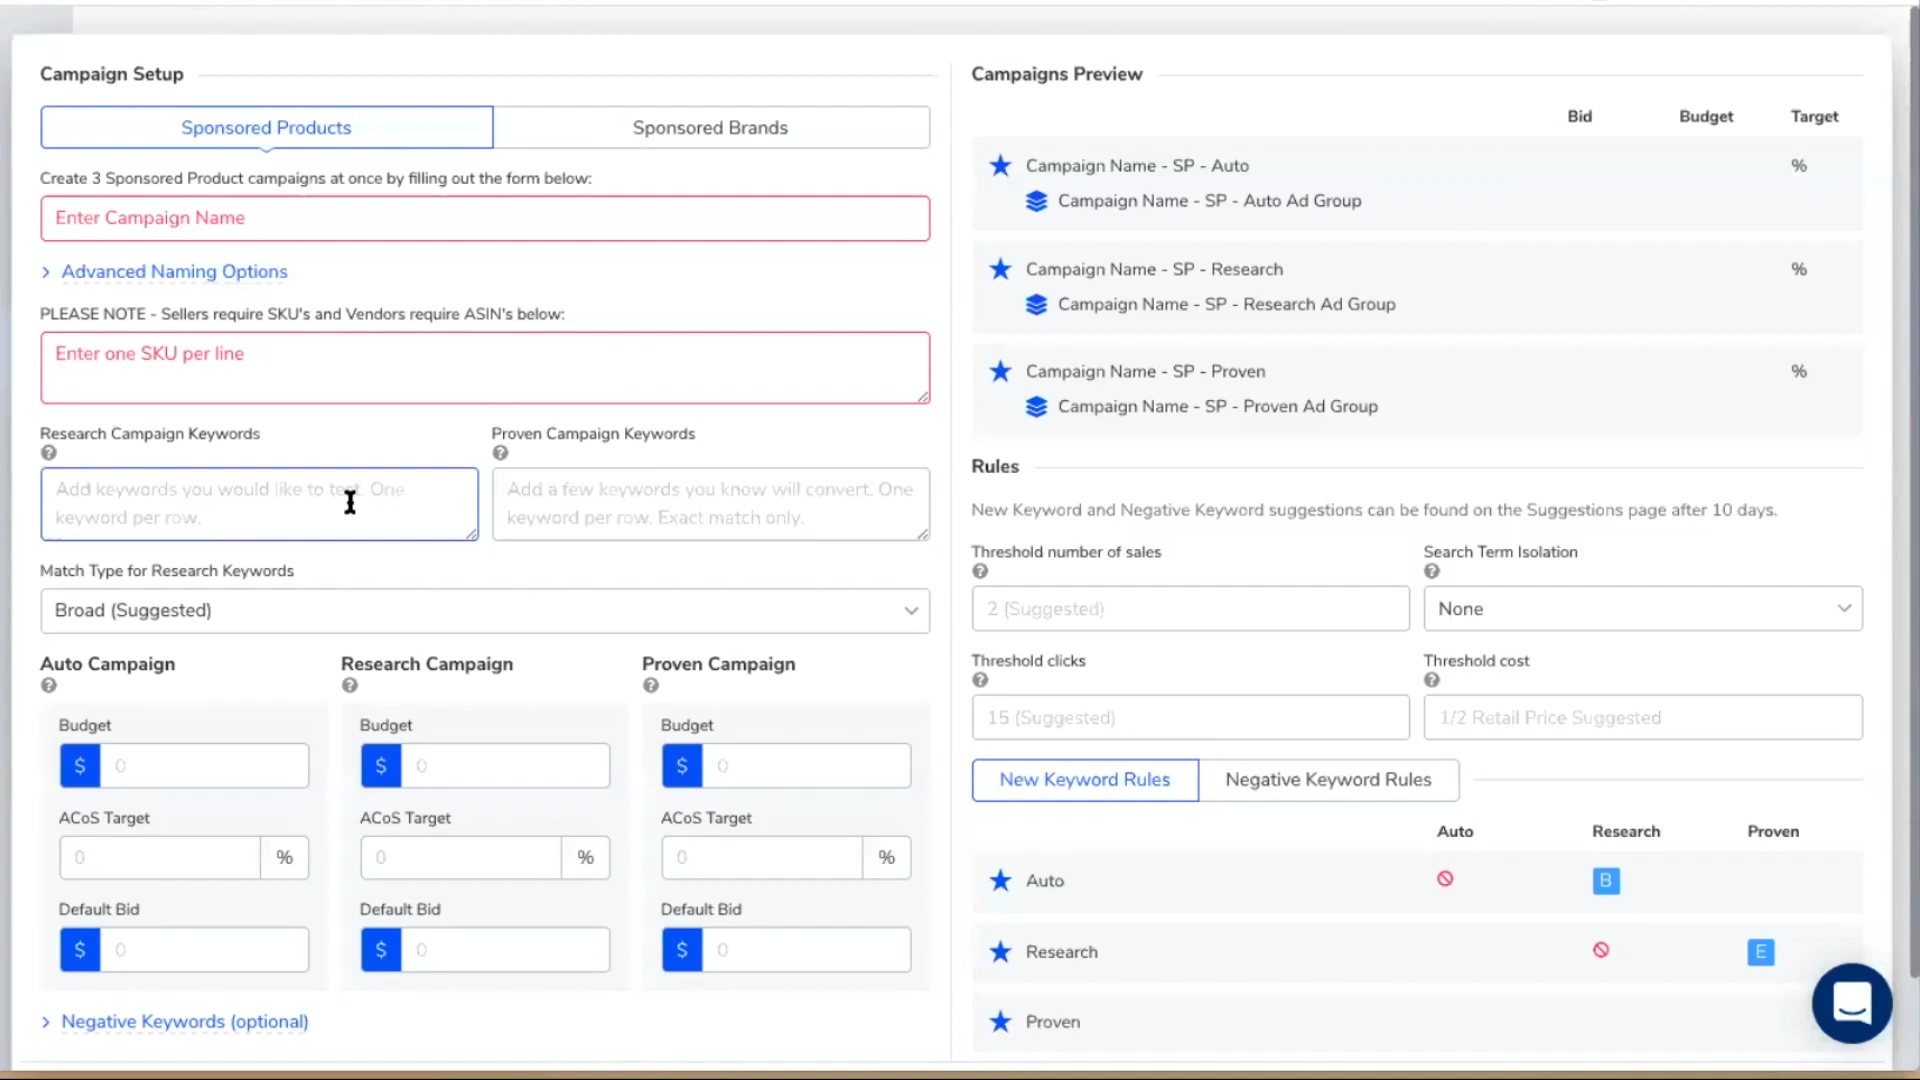 Campaign Setup
Sponsored Products
Sponsored Brands
Create 3 Sponsored Product campaigns at once by filling out the form below:
Enter Campaign Name
Advanced Naming Options
PLEASE NOTE - Sellers require SKU's and Vendors require ASIN's below:
Enter one SKU per line
Research Campaign Keywords
Proven Campaign Keywords
Add keywords you would like to test. One
keyword per row.
Add a few keywords you know will convert. One
keyword per row. Exact match only.
Match Type for Research Keywords
Broad (Suggested)
Auto Campaign
Research Campaign
Proven Campaign
Budget
Budget
Budget
$ 0
$ 0
$ 0
ACoS Target
ACoS Target
ACoS Target
0 %
0 %
0 %
Default Bid
Default Bid
Default Bid
$ 0
$ 0
$ 0
Negative Keywords (optional)
Campaigns Preview
Bid Budget Target
Campaign Name - SP - Auto %
Campaign Name - SP - Auto Ad Group
Campaign Name - SP - Research %
Campaign Name - SP - Research Ad Group
Campaign Name - SP - Proven %
Campaign Name - SP - Proven Ad Group
Rules
New Keyword and Negative Keyword suggestions can be found on the Suggestions page after 10 days.
Threshold number of sales
Search Term Isolation
2 (Suggested)
None
Threshold clicks
Threshold cost
15 (Suggested)
1/2 Retail Price Suggested
New Keyword Rules
Negative Keyword Rules
Auto Research Proven
Auto B
Research E
Proven